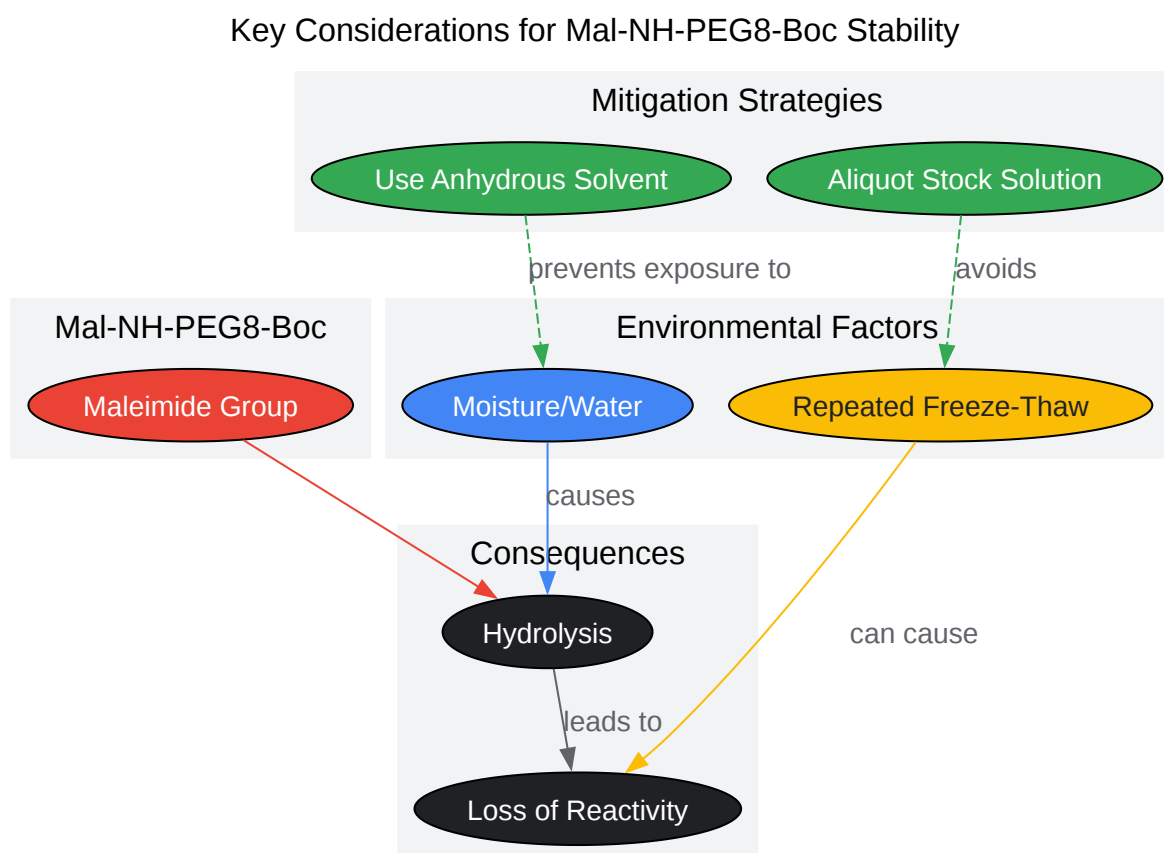 Key Considerations for Mal-NH-PEG8-Boc Stability
Mitigation Strategies
Use Anhydrous Solvent
Aliquot Stock Solution
prevents exposure to
avoids
Mal-NH-PEG8-Boc
Environmental Factors
Maleimide Group
Moisture/Water
Repeated Freeze-Thaw
causes
Consequences
Hydrolysis
can cause
leads to
Loss of Reactivity